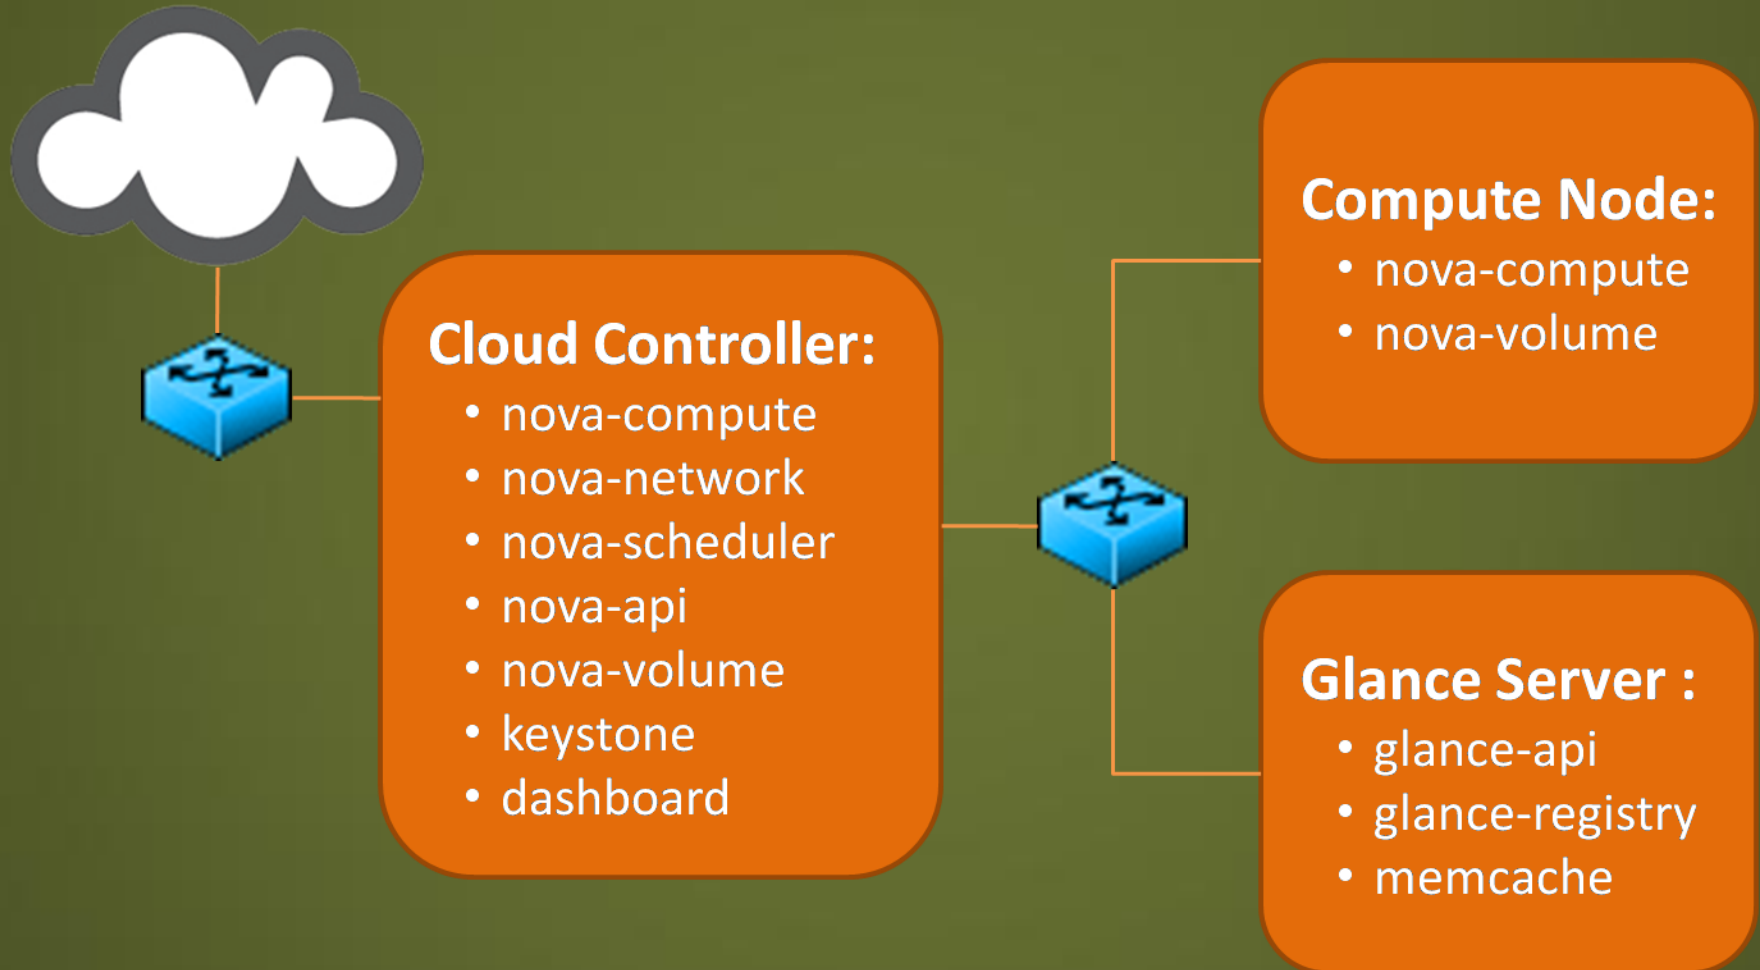 Cloud Controller:
• nova-compute
• nova-network
• nova-scheduler
• nova-api
• nova-volume
• keystone
• dashboard
Compute Node:
• nova-compute
• nova-volume
Glance Server :
• glance-api
• glance-registry
• memcache